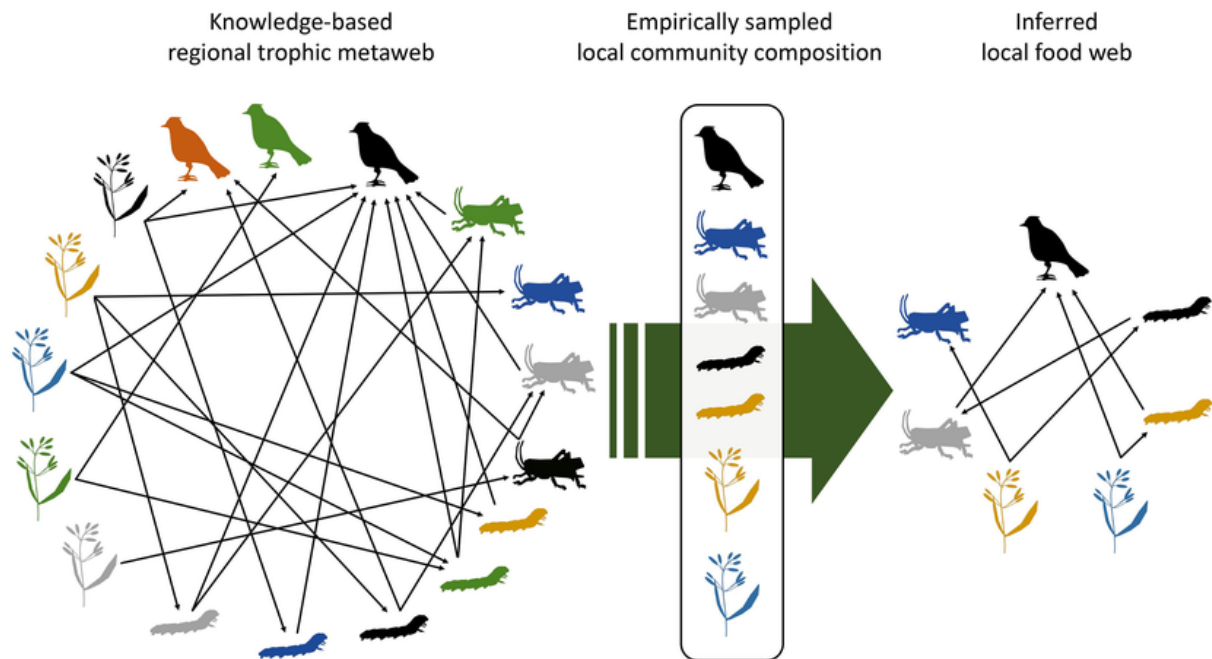 Knowledge-based
regional trophic metaweb
Empirically sampled
local community composition
Inferred
local food web